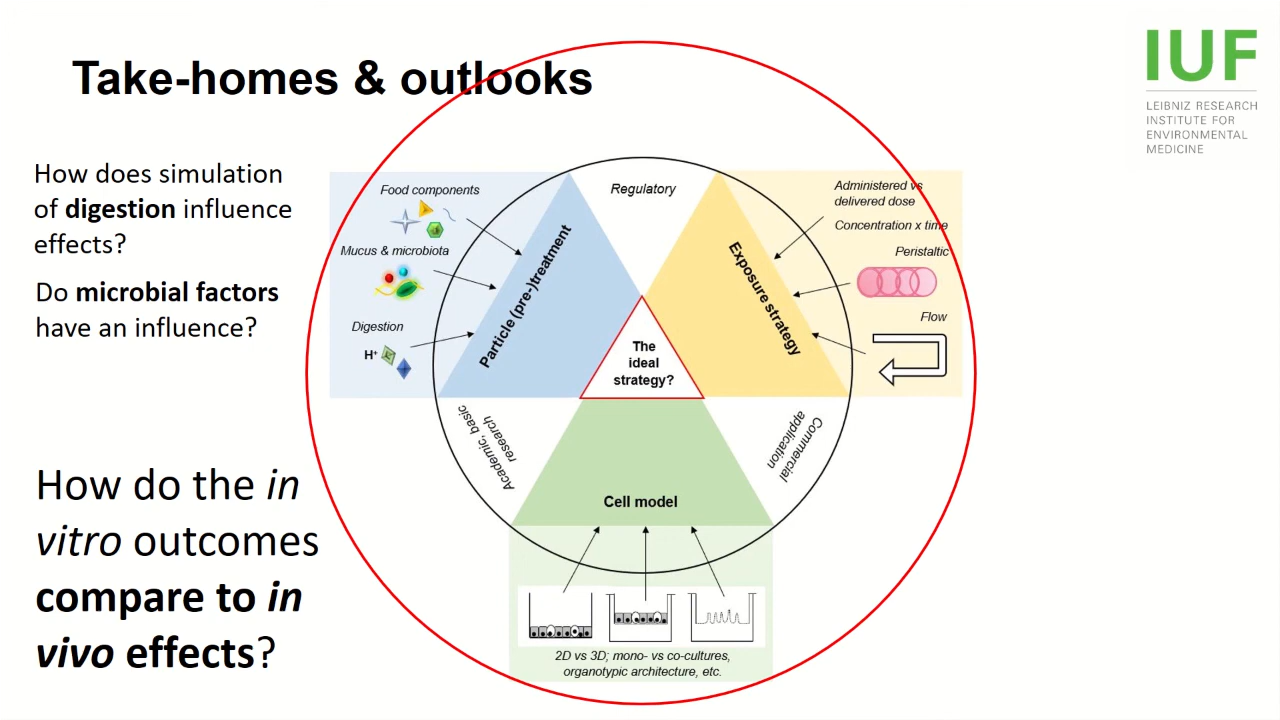 Take-homes & outlooks
IUF
LEIBNIZ RESEARCH
INSTITUTE FOR
ENVIRONMENTAL
MEDICINE
How does simulation
of digestion influence
effects?
Do microbial factors
have an influence?
How do the in
vitro outcomes
compare to in
vivo effects?
Food components
Mucus & microbiota
Digestion
H⁺
Particle (pre-)treatment
Regulatory
Exposure strategy
Administered vs
delivered dose
Concentration x time
Peristaltic
Flow
The
ideal
strategy?
Academic, basic
research
Commercial
application
Cell model
2D vs 3D; mono- vs co-cultures,
organotypic architecture, etc.